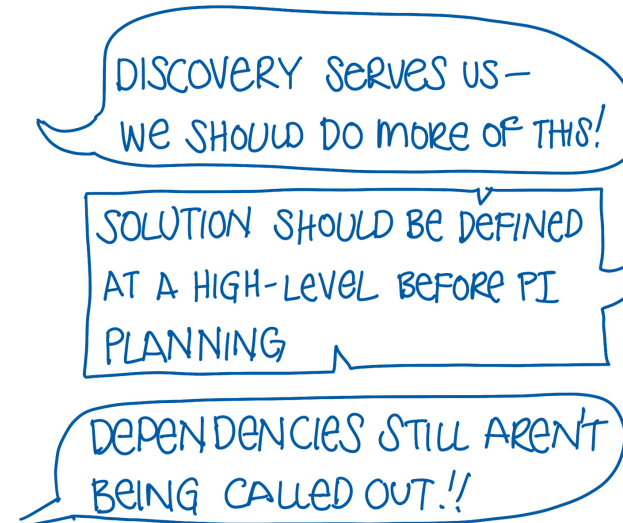 DISCOVERY SERVES US—
WE SHOULD DO MORE OF THIS!
SOLUTION SHOULD BE DEFINED
AT A HIGH-LEVEL BEFORE PI
PLANNING
DEPENDENCIES STILL AREN'T
BEING CALLED OUT!!